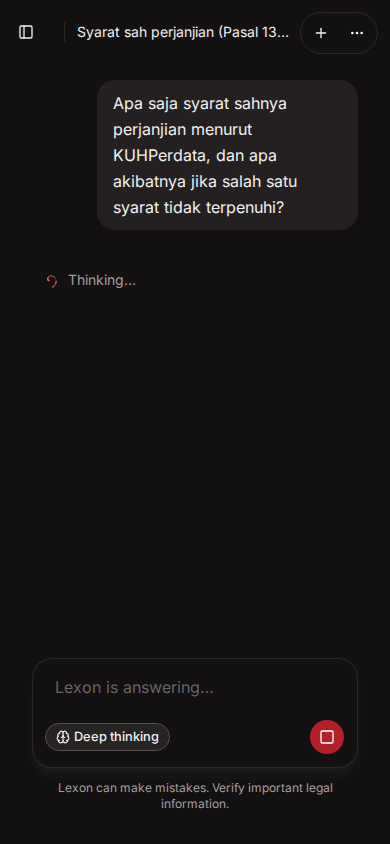 Syarat sah perjanjian (Pasal 13...
Apa saja syarat sahnya
perjanjian menurut
KUHPerdata, dan apa
akibatnya jika salah satu
syarat tidak terpenuhi?
Thinking...
Lexon is answering...
Deep thinking
Lexon can make mistakes. Verify important legal
information.